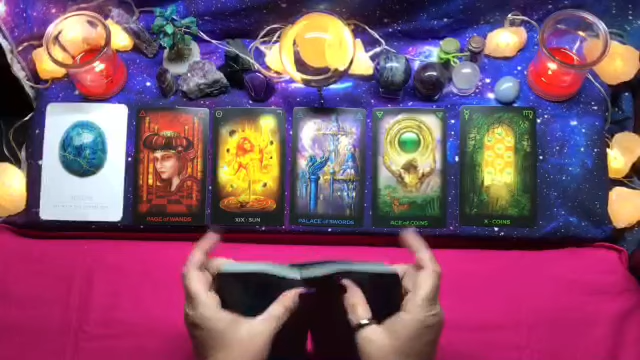 PAGE of WANDS
XIX · SUN
PALACE of SWORDS
ACE of COINS
X · COINS